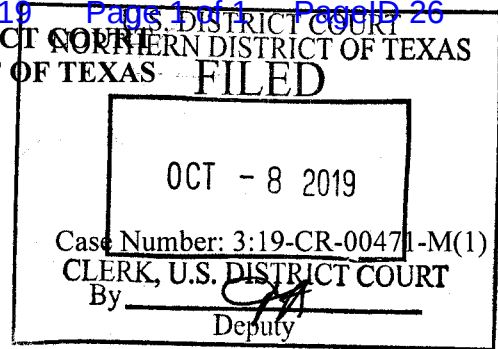 19 Page 1 of 1 PageID 26
U.S. DISTRICT COURT
CT COURT
NORTHERN DISTRICT OF TEXAS
OF TEXAS
FILED
OCT - 8 2019
Case Number: 3:19-CR-00471-M(1)
CLERK, U.S. DISTRICT COURT
By
Deputy